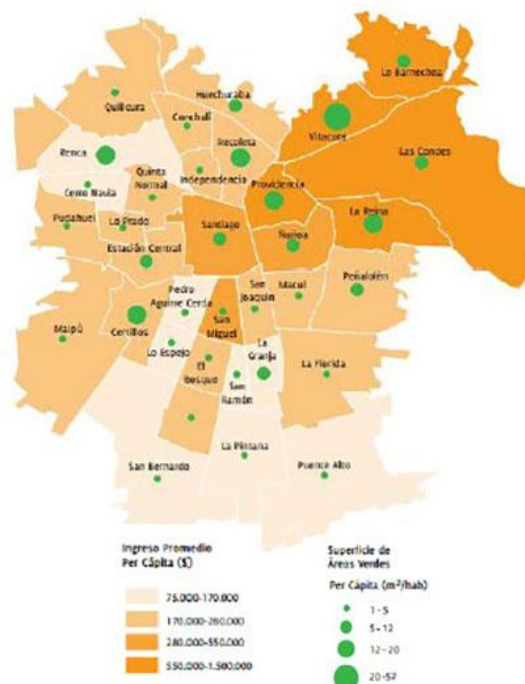 Lo Barnechea
Huechuraba
Quilicura
Conchalí
Vitacura
Las Condes
Recoleta
Renca
Quinta
Normal
Independencia
Cerro Navia
Providencia
La Reina
Pudahuel
Lo Prado
Santiago
Ñuñoa
Estación Central
San
Joaquín
Macul
Peñalolén
Pedro
Aguirre Cerda
San
Miguel
Cerrillos
Maipú
La
Granja
Lo Espejo
El
Bosque
San
Ramón
La Florida
La Pintana
San Bernardo
Puente Alto
Ingreso Promedio
Per Cápita ($)
75.000-170.000
170.000-280.000
280.000-550.000
550.000-1.500.000
Superficie de
Áreas Verdes
Per Cápita (m²/hab)
1 - 5
5 - 12
12 - 20
20 - 57